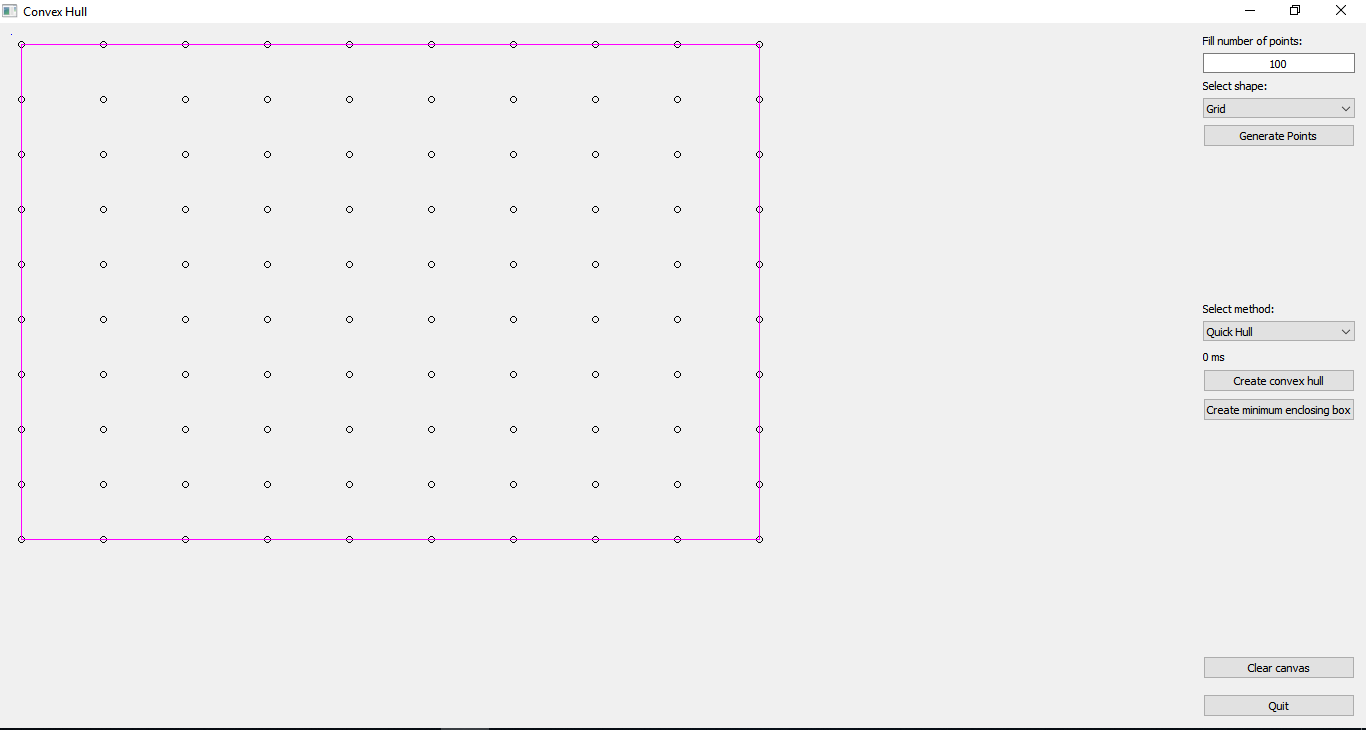 Convex Hull
Fill number of points:
100
Select shape:
Grid
Generate Points
Select method:
Quick Hull
0 ms
Create convex hull
Create minimum enclosing box
Clear canvas
Quit